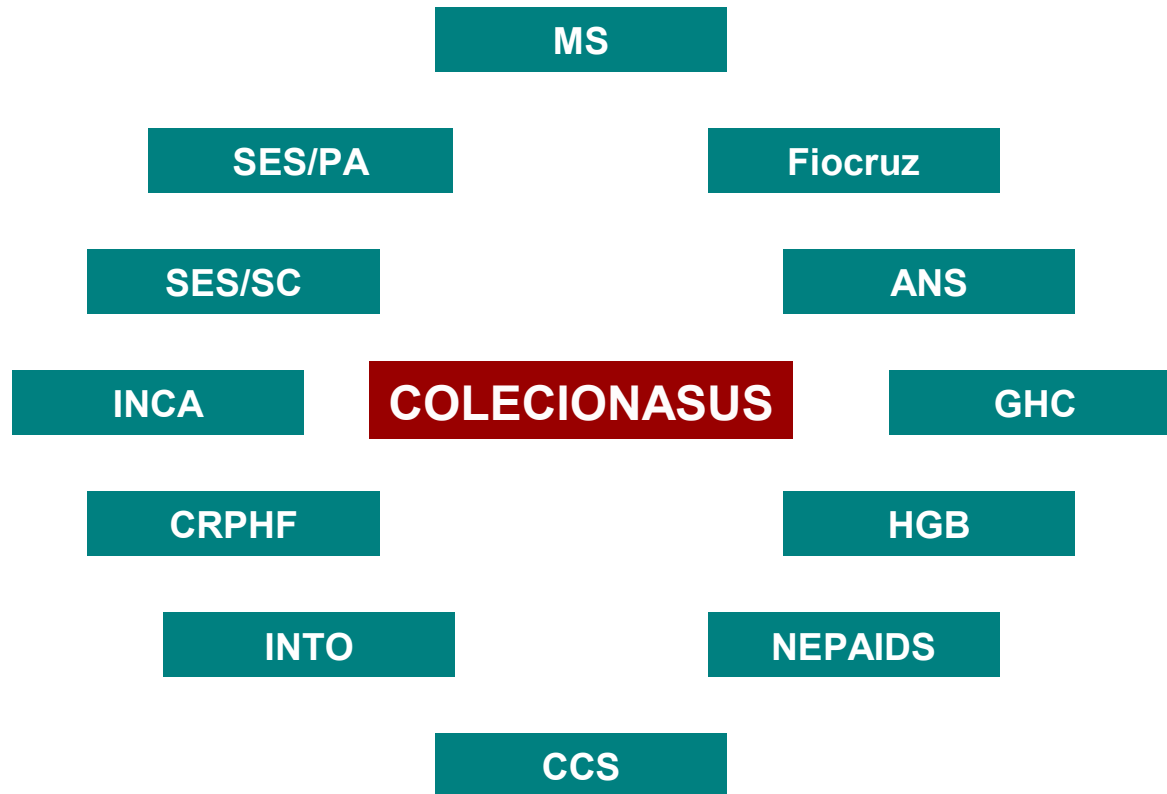 MS
SES/PA
Fiocruz
SES/SC
ANS
INCA
COLECIONASUS
GHC
CRPHF
HGB
INTO
NEPAIDS
CCS